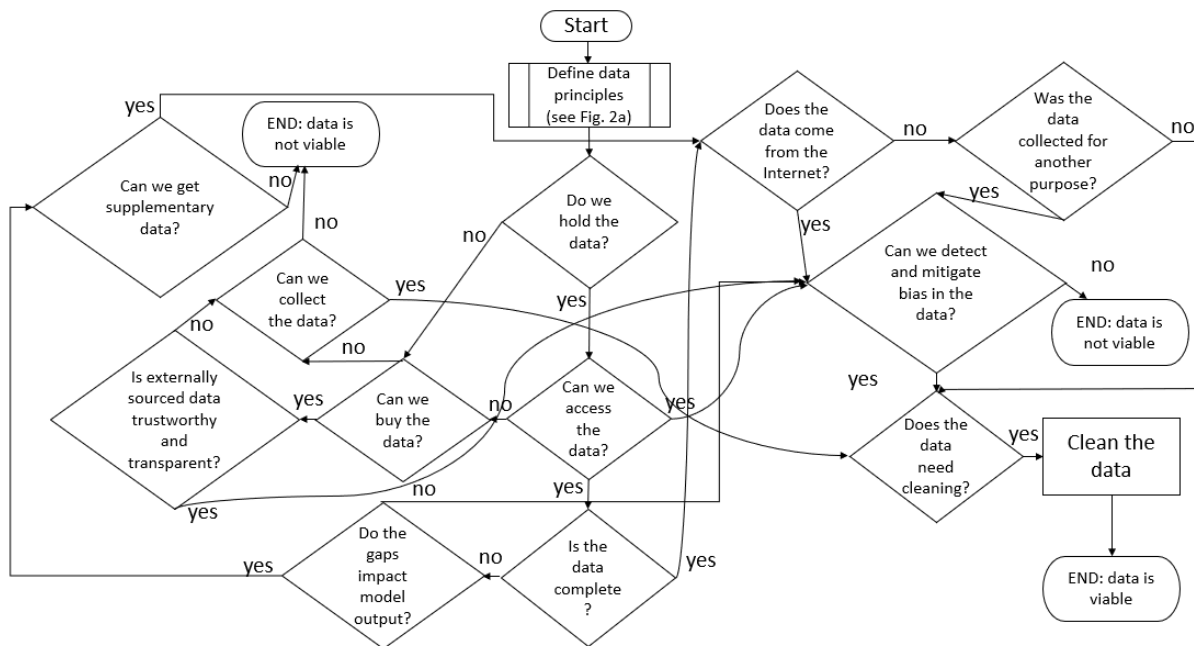 Start
Define data
principles
(see Fig. 2a)
yes
END: data is
not viable
Can we get
supplementary
data?
no
no
Does the
data come
from the
Internet?
no
Was the
data
collected for
another
purpose?
no
yes
yes
Do we
hold the
data?
no
yes
Can we
collect
the data?
yes
no
no
Can we detect
and mitigate
bias in the
data?
no
END: data is
not viable
yes
Is externally
sourced data
trustworthy
and
transparent?
yes
yes
Can we
buy the
data?
no
Can we
access
the
data?
yes
yes
Does the
data
need
cleaning?
yes
Clean the
data
END: data is
viable
Do the
gaps
impact
model
output?
no
yes
no
Is the
data
complete
?
yes